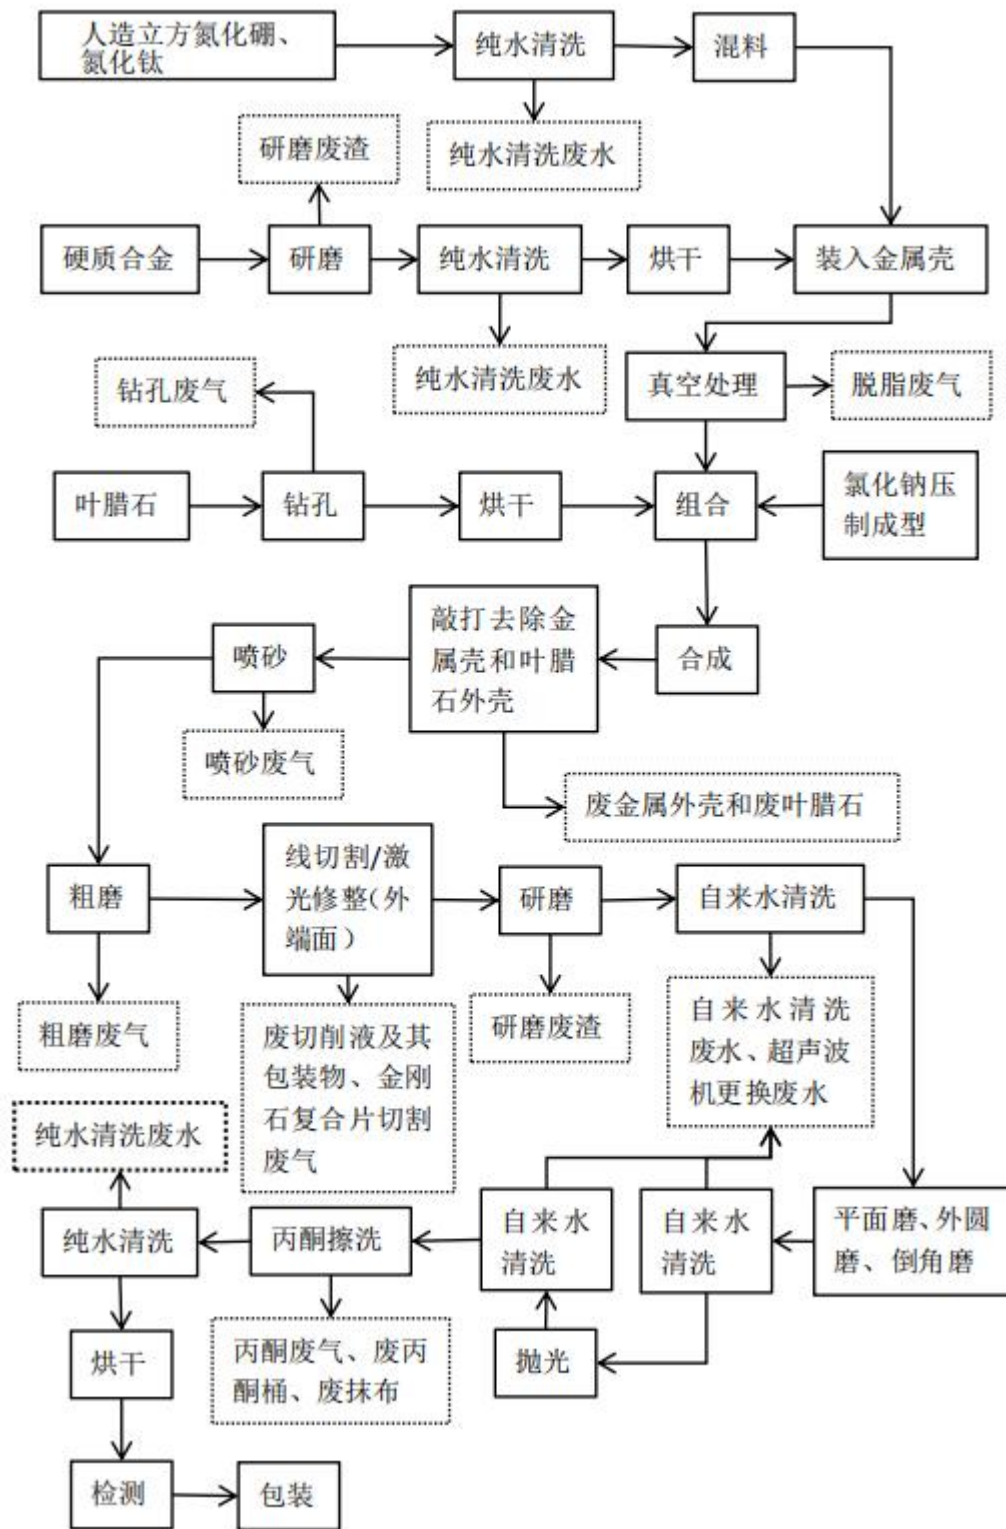 人造立方氮化硼、
氮化钛
纯水清洗
混料
研磨废渣
纯水清洗废水
硬质合金
研磨
纯水清洗
烘干
装入金属壳
钻孔废气
纯水清洗废水
真空处理
脱脂废气
叶腊石
钻孔
烘干
组合
氯化钠压
制成型
喷砂
敲打去除金
属壳和叶腊
石外壳
合成
喷砂废气
废金属外壳和废叶腊石
粗磨
线切割/激
光修整（外
端面）
研磨
自来水清洗
粗磨废气
废切削液及其
包装物、金刚
石复合片切割
废气
研磨废渣
自来水清洗
废水、超声波
机更换废水
纯水清洗废水
纯水清洗
丙酮擦洗
自来水
清洗
自来水
清洗
平面磨、外圆
磨、倒角磨
烘干
丙酮废气、废丙
酮桶、废抹布
抛光
检测
包装